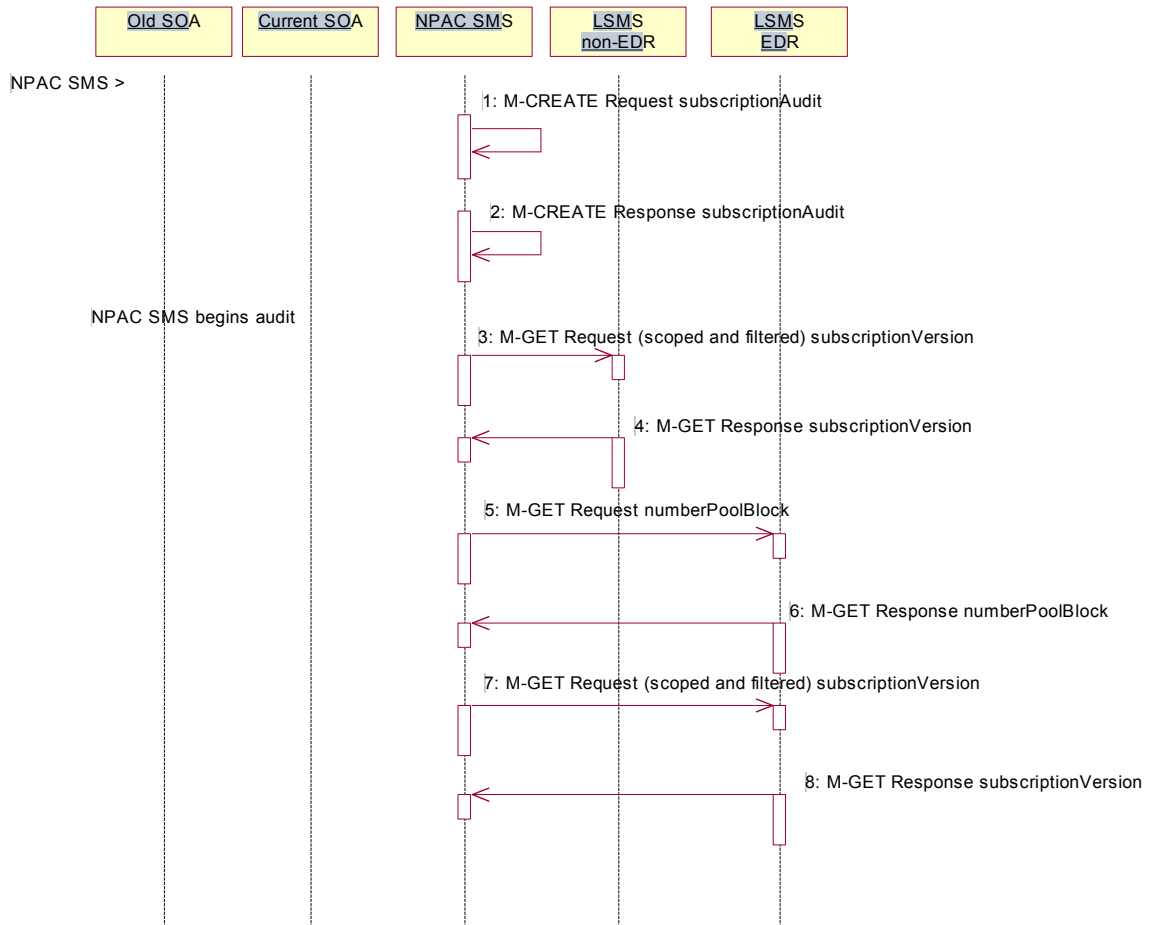 Old SOA
Current SOA
NPAC SMS
LSMS
non-EDR
LSMS
EDR
NPAC SMS >
1: M-CREATE Request subscriptionAudit
2: M-CREATE Response subscriptionAudit
NPAC SMS begins audit
3: M-GET Request (scoped and filtered) subscriptionVersion
4: M-GET Response subscriptionVersion
5: M-GET Request numberPoolBlock
6: M-GET Response numberPoolBlock
7: M-GET Request (scoped and filtered) subscriptionVersion
8: M-GET Response subscriptionVersion